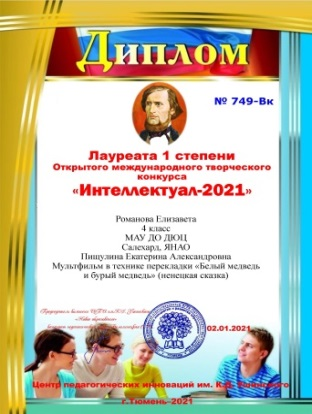 Диплом
№ 749-Вк
Лауреата 1 степени
Открытого международного творческого
конкурса
«Интеллектуал-2021»
Романова Елизавета
4 класс
МАУ ДО ДЮЦ
Салехард, ЯНАО
Пищулина Екатерина Александровна
Мультфильм в технике перекладки «Белый медведь
и бурый медведь» (ненецкая сказка)
02.01.2021
Центр педагогических инноваций им. К.Д. Ушинского
г.Тюмень-2021